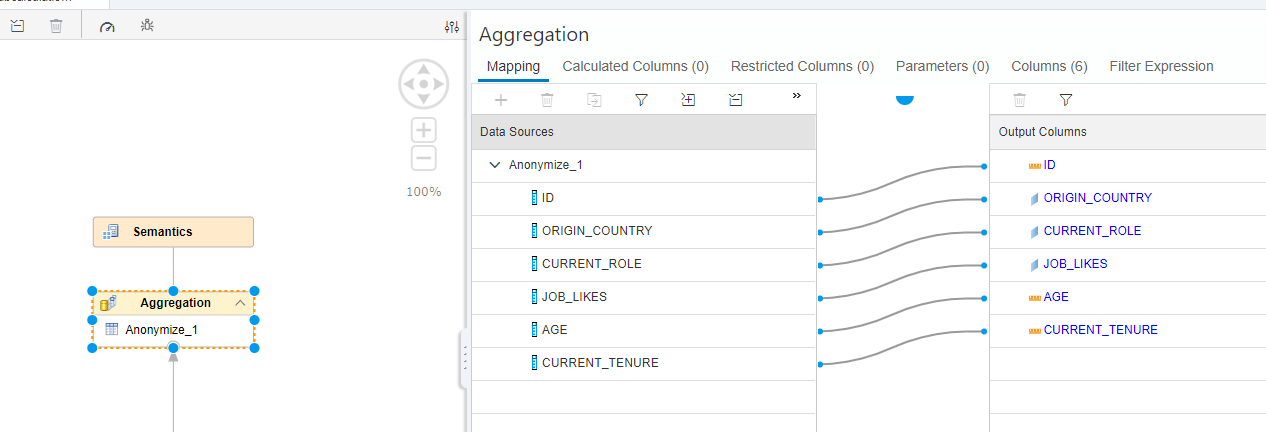 Aggregation
Mapping Calculated Columns (0) Restricted Columns (0) Parameters (0) Columns (6) Filter Expression
»
Data Sources Output Columns
Anonymize_1 ID
ID ORIGIN_COUNTRY
ORIGIN_COUNTRY CURRENT_ROLE
CURRENT_ROLE JOB_LIKES
JOB_LIKES AGE
AGE CURRENT_TENURE
CURRENT_TENURE
100%
Semantics
Aggregation
Anonymize_1